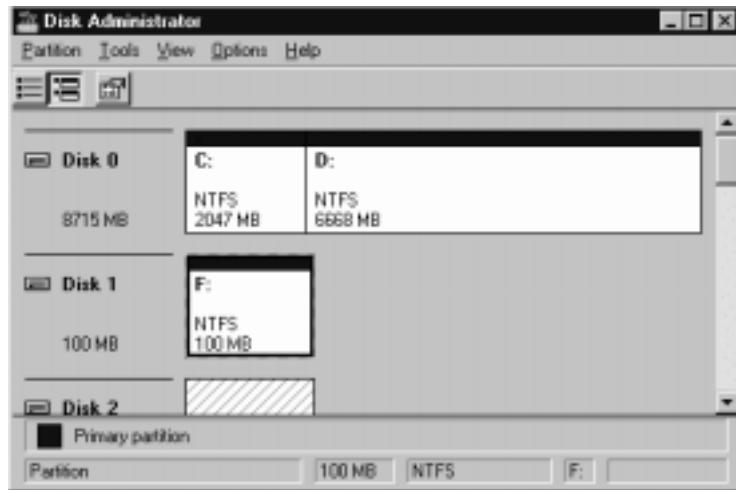 Disk Administrator
Partition Tools View Options Help
Disk 0
8715 MB
C:
NTFS
2047 MB
D:
NTFS
6668 MB
Disk 1
100 MB
F:
NTFS
100 MB
Disk 2
Primary partition
Partition 100 MB NTFS F: